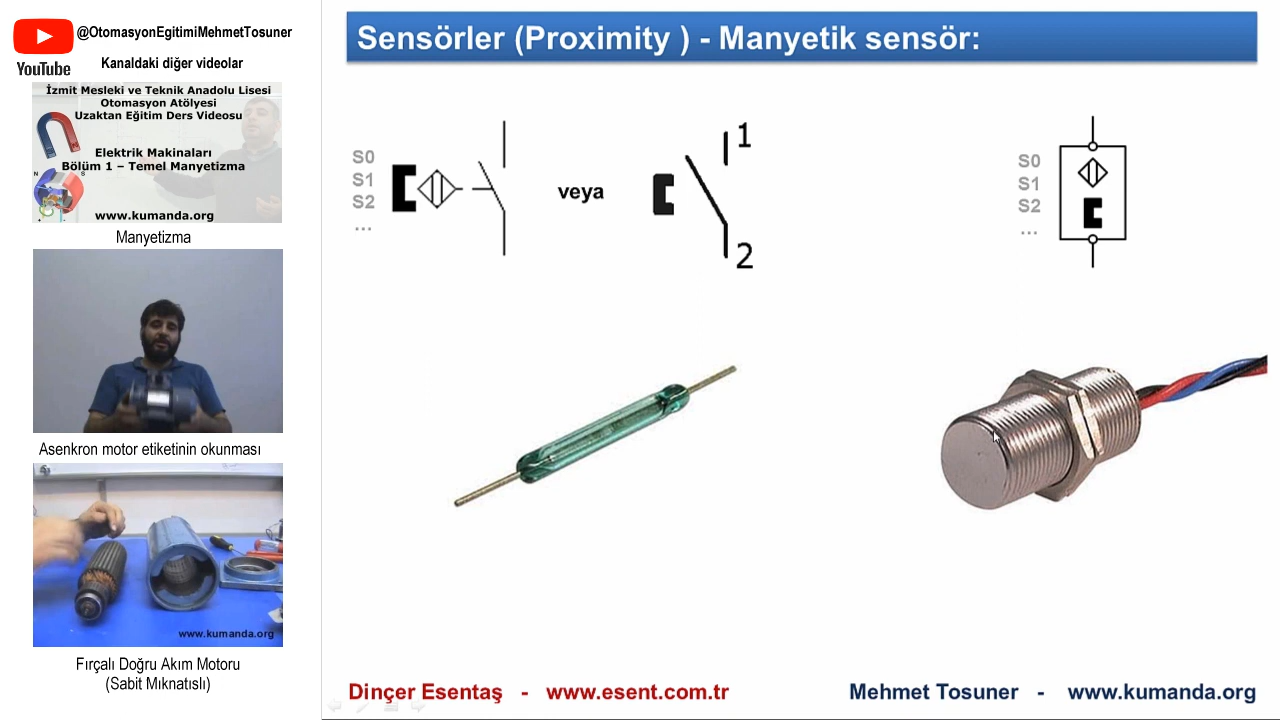 @OtomasyonEgitimiMehmetTosuner
YouTube
Kanaldaki diğer videolar
İzmit Mesleki ve Teknik Anadolu Lisesi
Otomasyon Atölyesi
Uzaktan Eğitim Ders Videosu
Elektrik Makinaları
Bölüm 1 – Temel Manyetizma
N
S
www.kumanda.org
Manyetizma
Asenkron motor etiketinin okunması
www.kumanda.org
Fırçalı Doğru Akım Motoru
(Sabit Mıknatıslı)
Sensörler (Proximity ) - Manyetik sensör:
S0
S1
S2
...
veya
1
2
S0
S1
S2
...
Dinçer Esentaş - www.esent.com.tr
Mehmet Tosuner - www.kumanda.org